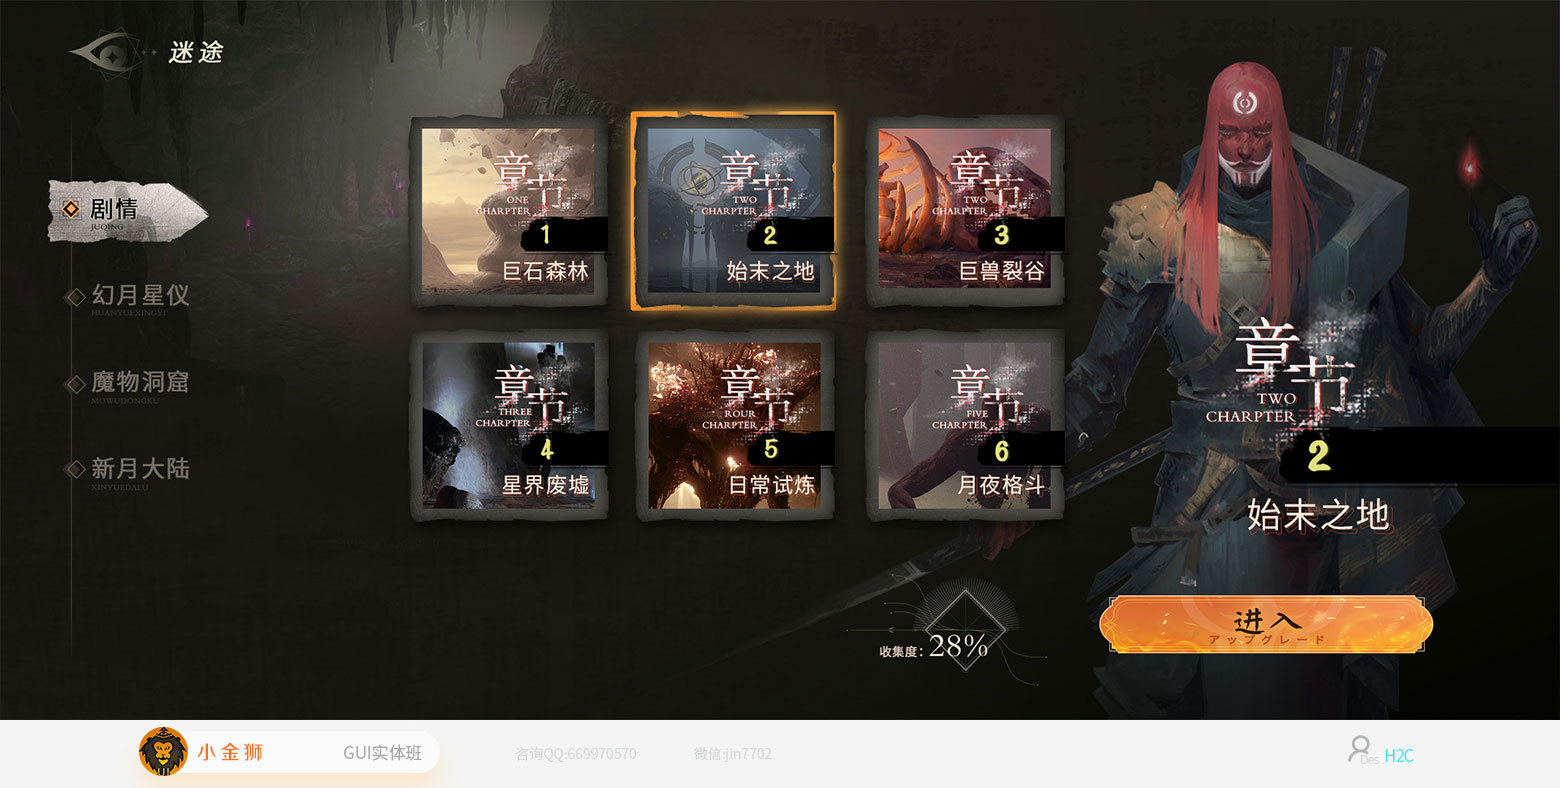 迷途
剧情
JUQING
幻月星仪
HUANYUEXINGYI
魔物洞窟
MOWUDONGKU
新月大陆
XINYUEDALU
章节
ONE
CHARPTER
1
巨石森林
章节
TWO
CHARPTER
2
始末之地
章节
TWO
CHARPTER
3
巨兽裂谷
章节
THREE
CHARPTER
4
星界废墟
章节
ROUR
CHARPTER
5
日常试炼
章节
FIVE
CHARPTER
6
月夜格斗
章节
TWO
CHARPTER
2
始末之地
收集度：28%
进入
アップグレード
小金狮
GUI实体班
咨询QQ:669970570
微信:jin7702
Des
H2C